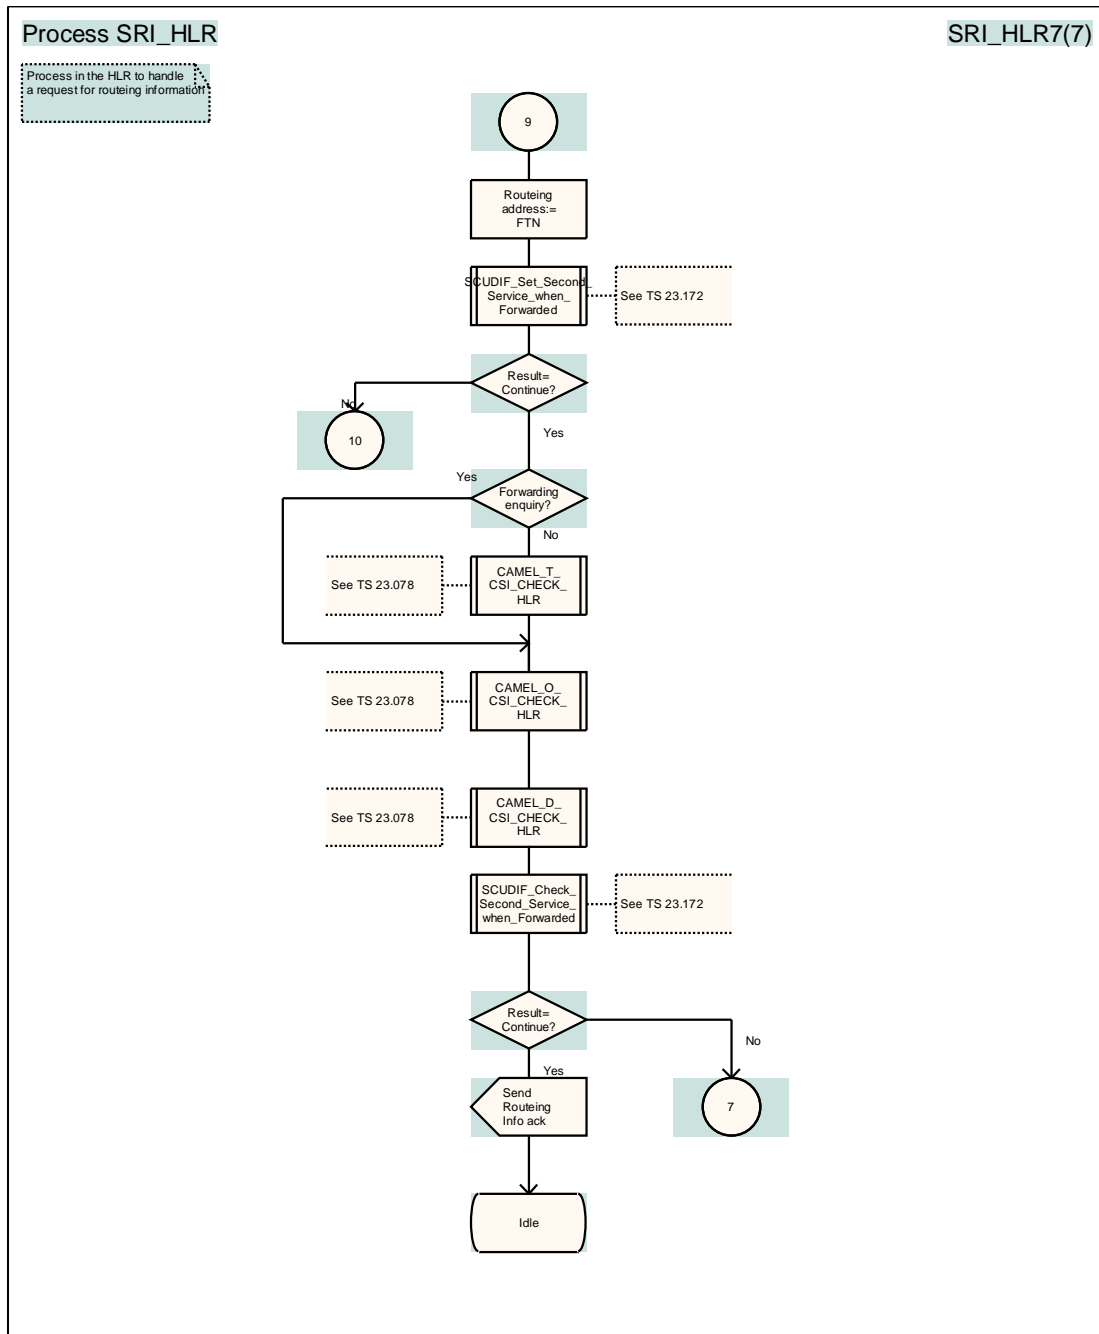 Process SRI_HLR
SRI_HLR7(7)
Process in the HLR to handle
a request for routeing information
9
Routeing
address:=
FTN
SCUDIF_Set_Second_
Service_when_
Forwarded
See TS 23.172
Result=
Continue?
No
10
Yes
Yes
Forwarding
enquiry?
No
See TS 23.078
CAMEL_T_
CSI_CHECK_
HLR
See TS 23.078
CAMEL_O_
CSI_CHECK_
HLR
See TS 23.078
CAMEL_D_
CSI_CHECK_
HLR
SCUDIF_Check_
Second_Service_
when_Forwarded
See TS 23.172
Result=
Continue?
No
Yes
Send
Routeing
Info ack
7
Idle